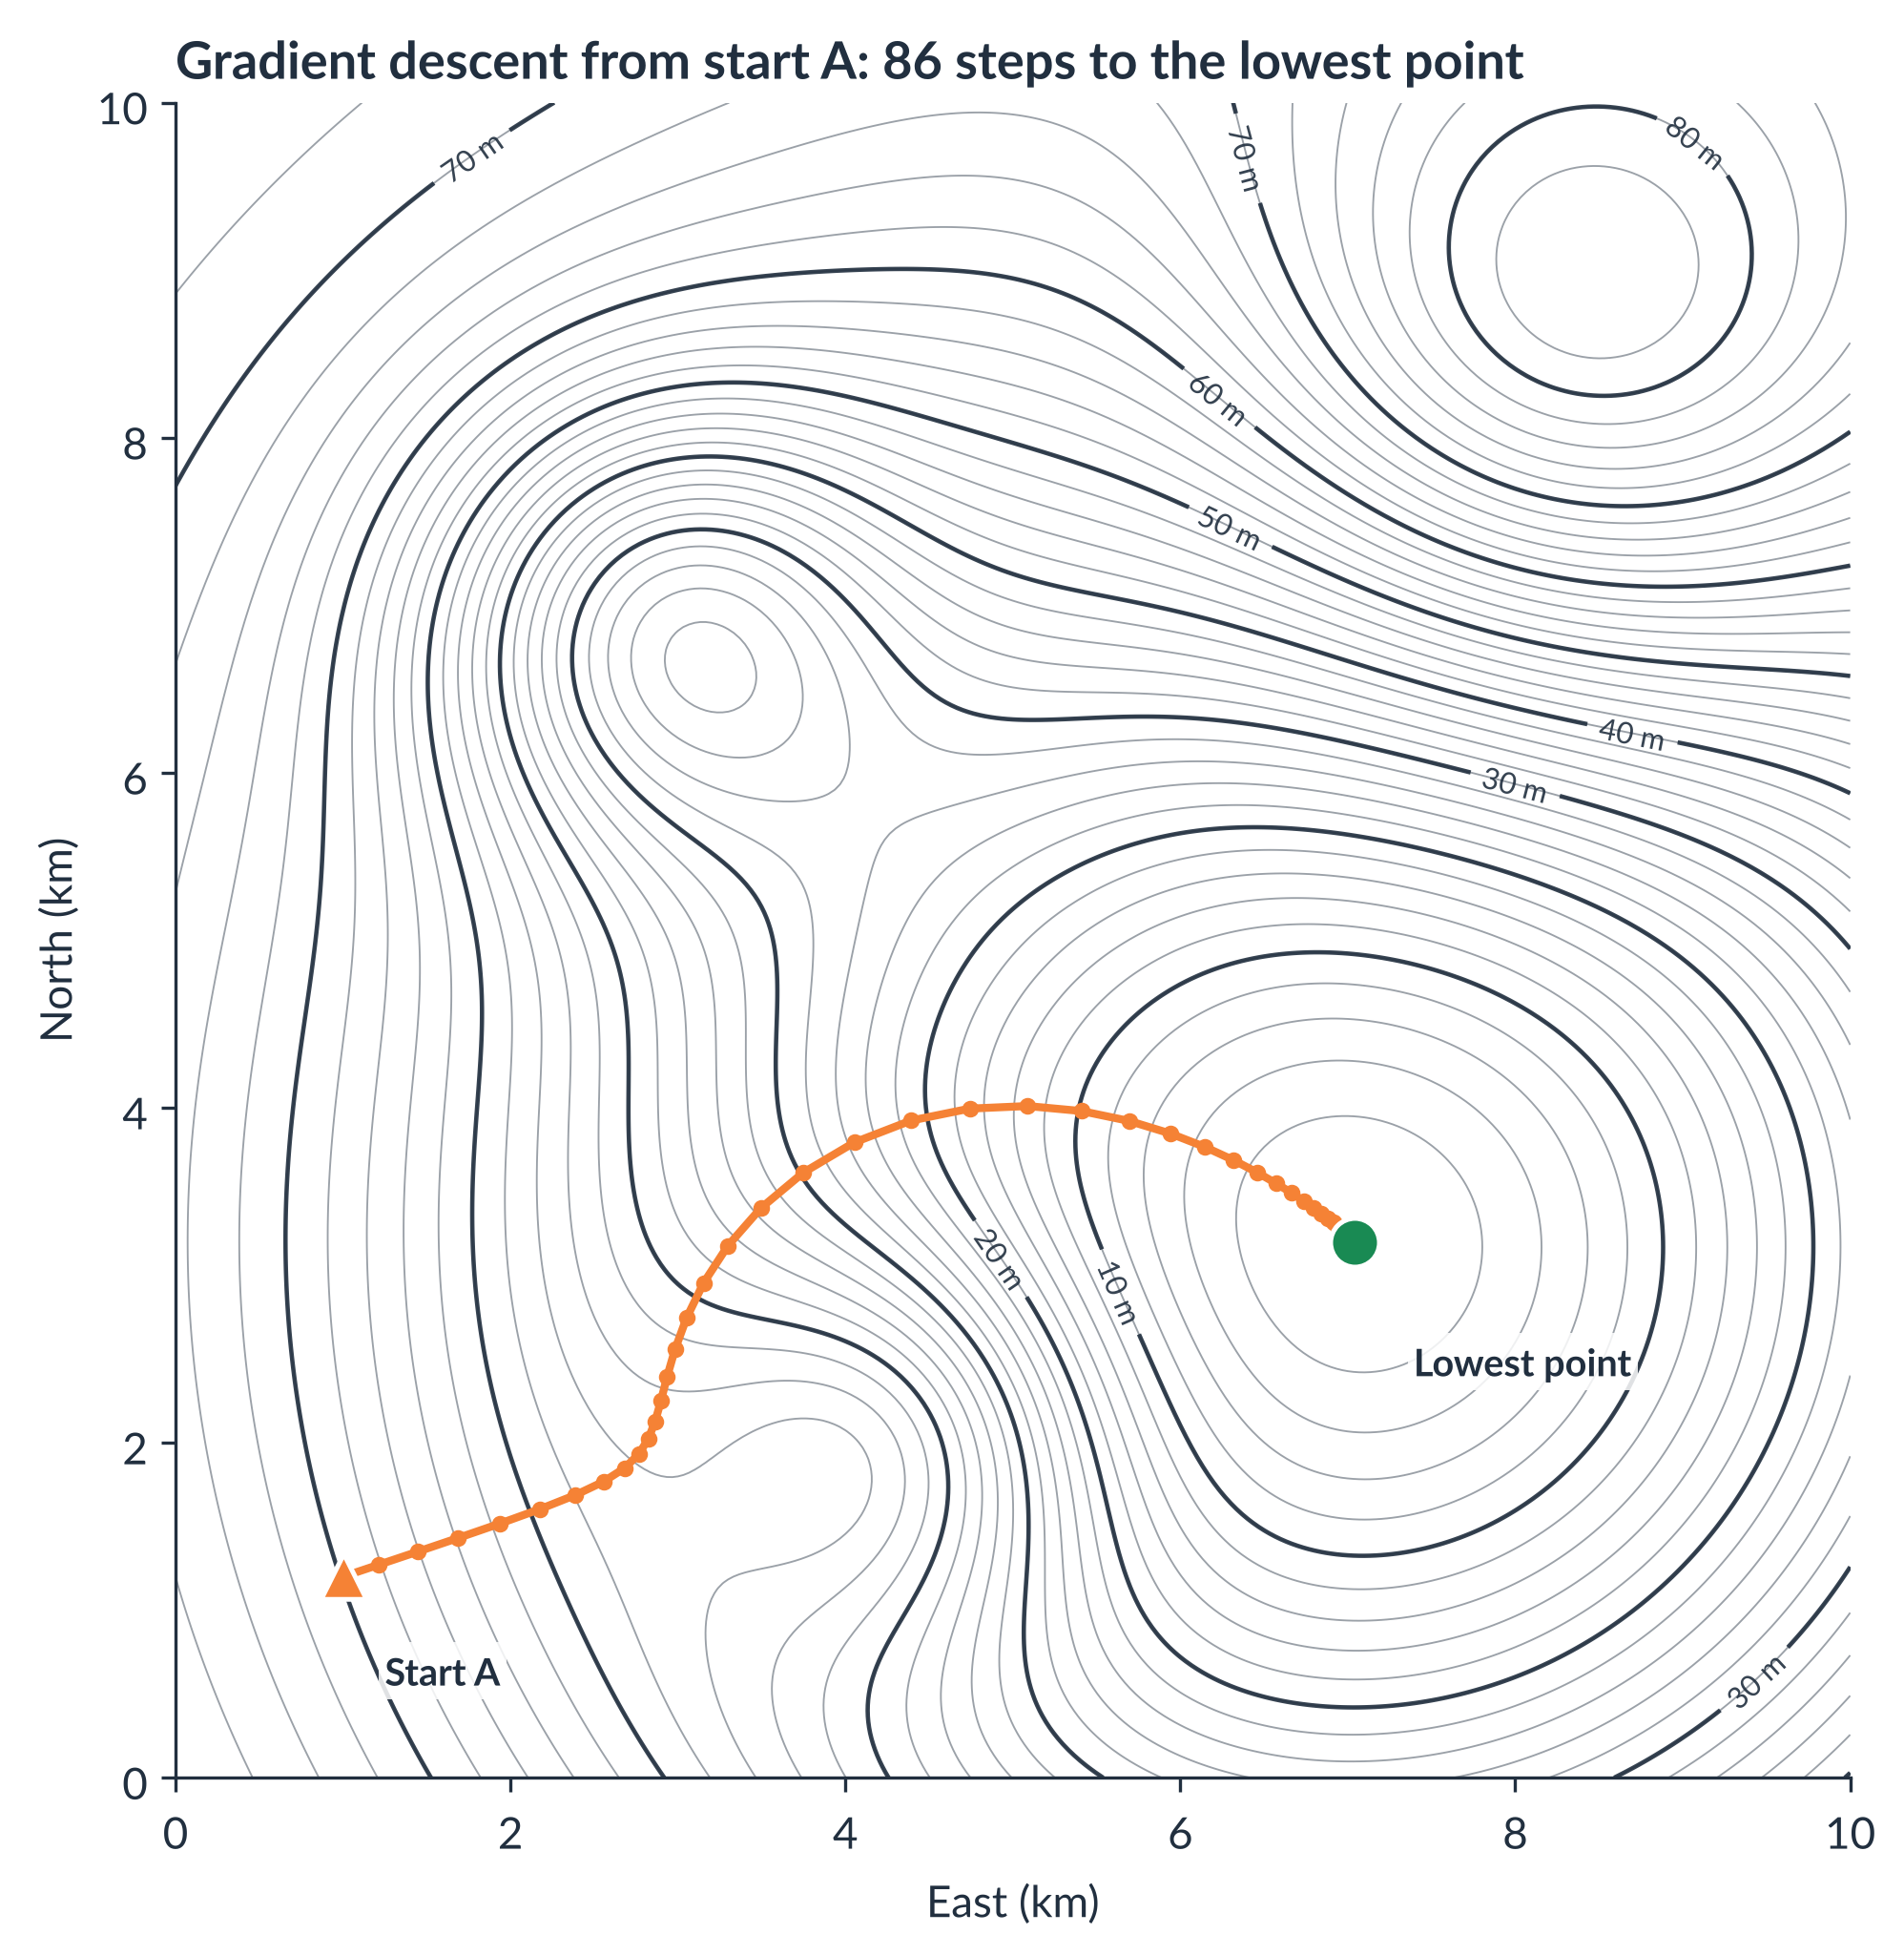 Gradient descent from start A: 86 steps to the lowest point
10
8
6
4
2
0
North (km)
70 m
70 m
80 m
60 m
50 m
40 m
30 m
20 m
10 m
Lowest point
Start A
30 m
0
2
4
6
8
10
East (km)